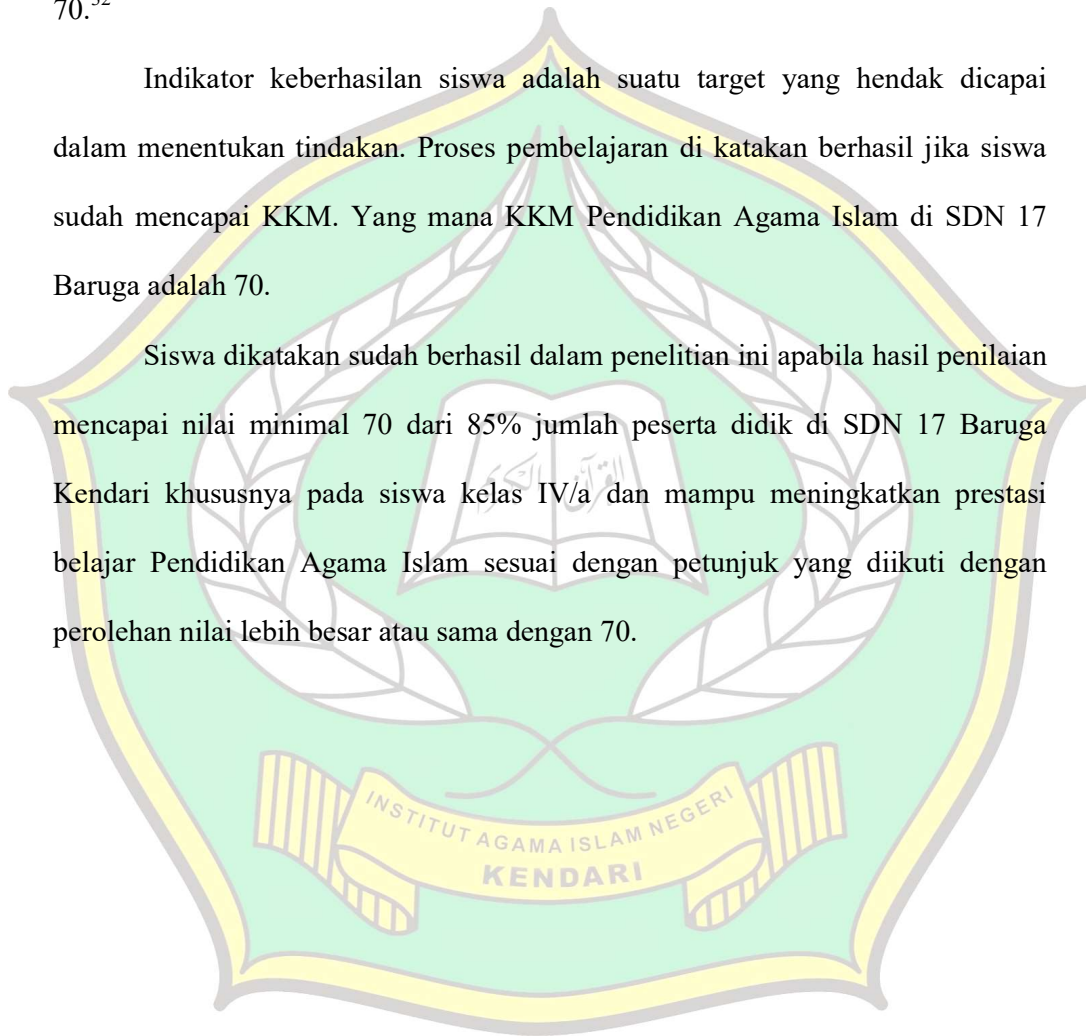 70.³²
Indikator keberhasilan siswa adalah suatu target yang hendak dicapai
dalam menentukan tindakan. Proses pembelajaran di katakan berhasil jika siswa
sudah mencapai KKM. Yang mana KKM Pendidikan Agama Islam di SDN 17
Baruga adalah 70.
Siswa dikatakan sudah berhasil dalam penelitian ini apabila hasil penilaian
mencapai nilai minimal 70 dari 85% jumlah peserta didik di SDN 17 Baruga
Kendari khususnya pada siswa kelas IV/a dan mampu meningkatkan prestasi
belajar Pendidikan Agama Islam sesuai dengan petunjuk yang diikuti dengan
perolehan nilai lebih besar atau sama dengan 70.
القرآن الكريم
INSTITUT AGAMA ISLAM NEGERI
KENDARI